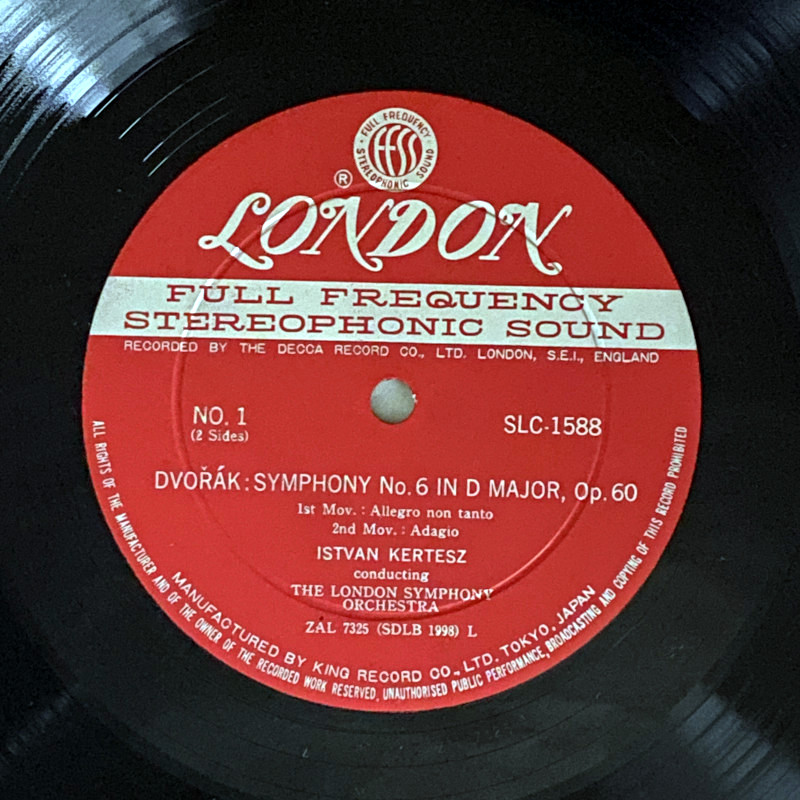 FULL FREQUENCY
FFSS
STEREOPHONIC SOUND
®
LONDON
FULL FREQUENCY
STEREOPHONIC SOUND
RECORDED BY THE DECCA RECORD CO., LTD. LONDON, S.E.I., ENGLAND
NO. 1
(2 Sides)
SLC-1588
DVOŘÁK: SYMPHONY No. 6 IN D MAJOR, Op. 60
1st Mov. : Allegro non tanto
2nd Mov. : Adagio
ISTVAN KERTESZ
conducting
THE LONDON SYMPHONY
ORCHESTRA
ZAL 7325 (SDLB 1998) L
MANUFACTURED BY KING RECORD CO., LTD. TOKYO. JAPAN
ALL RIGHTS OF THE MANUFACTURER AND OF THE OWNER OF THE RECORDED WORK RESERVED, UNAUTHORISED PUBLIC PERFORMANCE, BROADCASTING AND COPYING OF THIS RECORD PROHIBITED